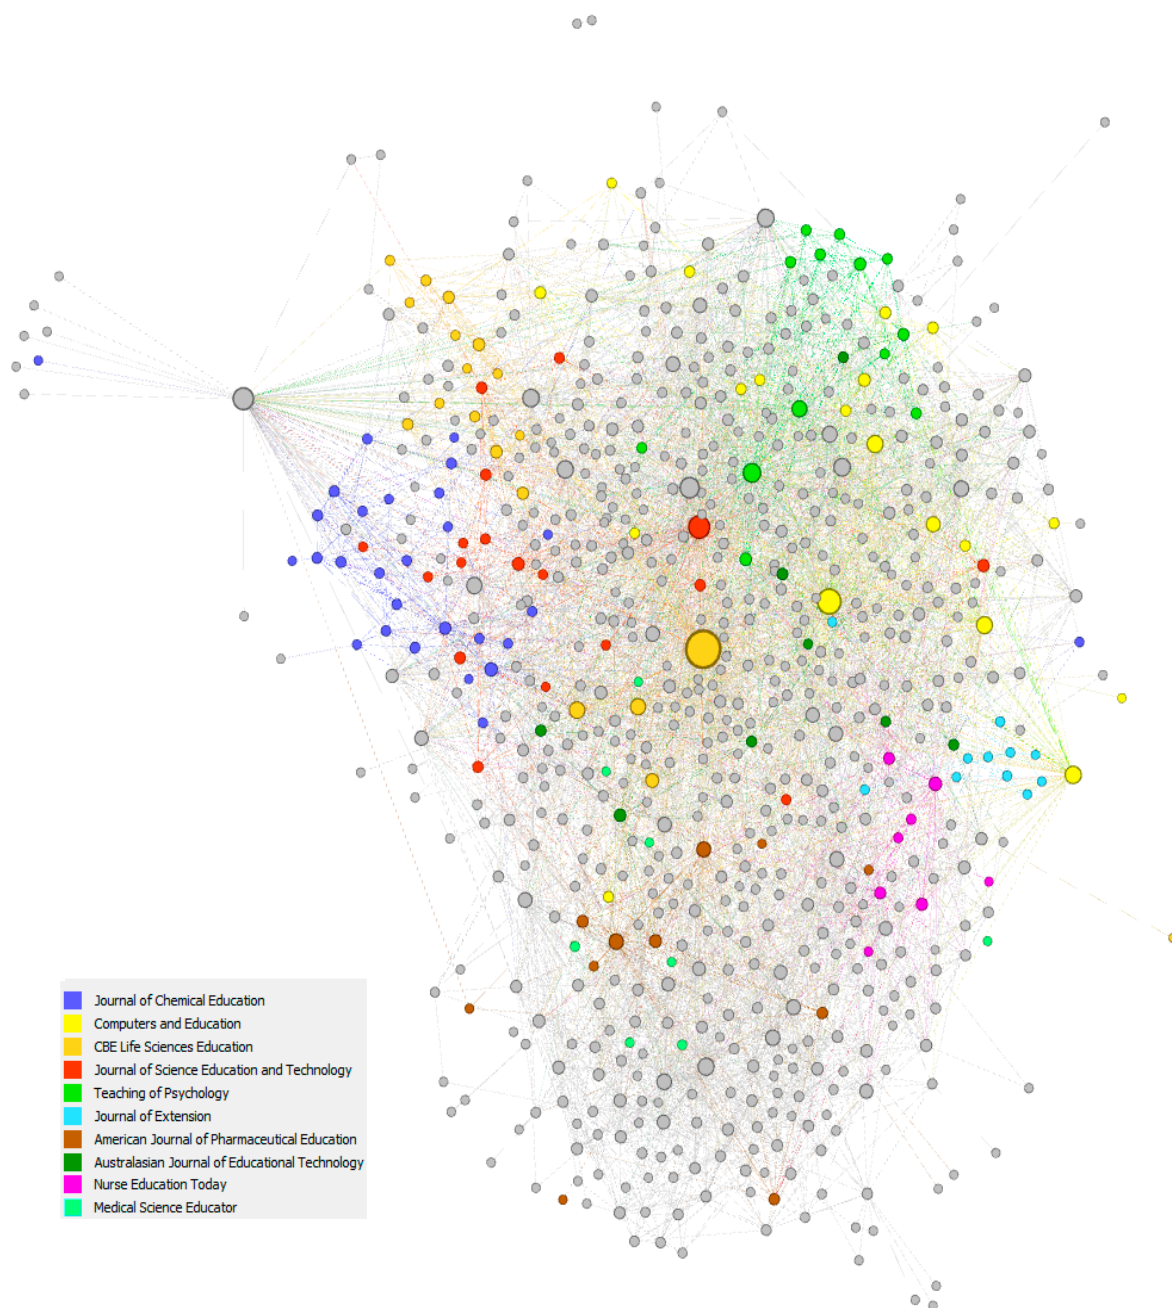 Journal of Chemical Education
Computers and Education
CBE Life Sciences Education
Journal of Science Education and Technology
Teaching of Psychology
Journal of Extension
American Journal of Pharmaceutical Education
Australasian Journal of Educational Technology
Nurse Education Today
Medical Science Educator